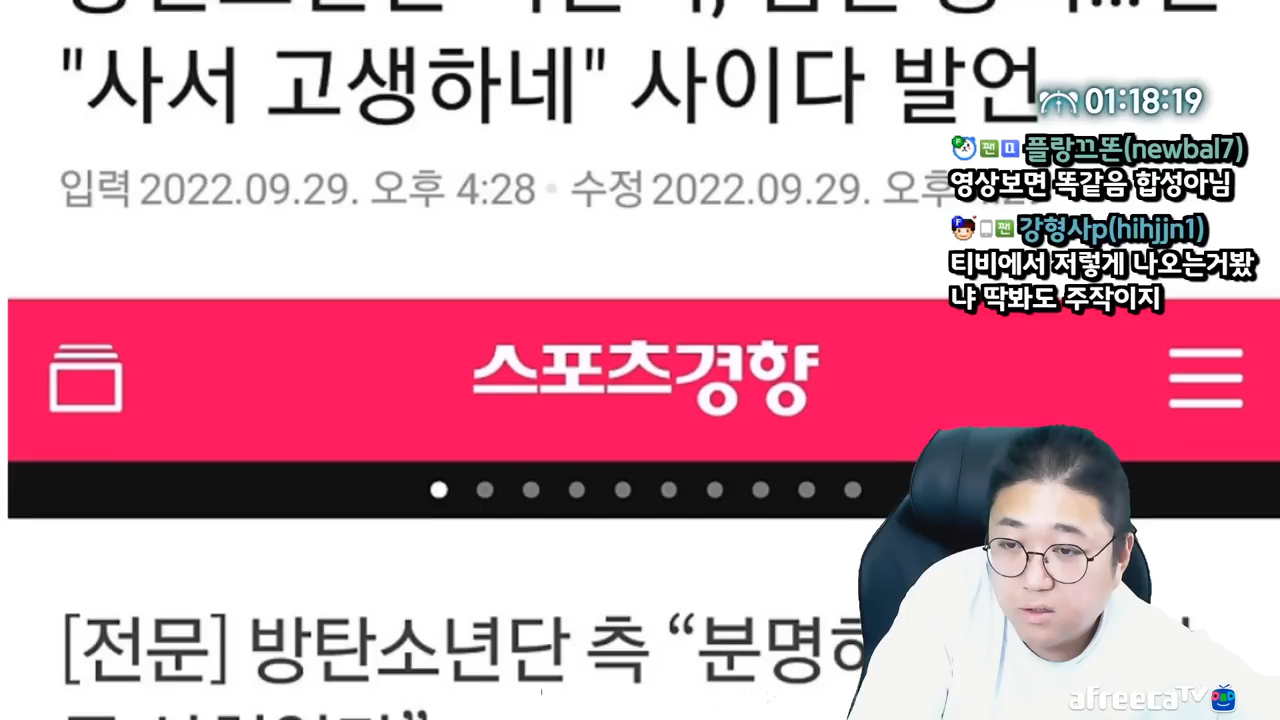 "사서 고생하네" 사이다 발언
01:18:19
입력 2022.09.29. 오후 4:28 수정 2022.09.29. 오후
플랑끄똔(newbal7)
영상보면 똑같음 합성아님
강형사p(hihjjn1)
티비에서 저렇게 나오는거봤
냐 딱봐도 주작이지
스포츠경향
[전문] 방탄소년단 측 “분명히
afreecaTV